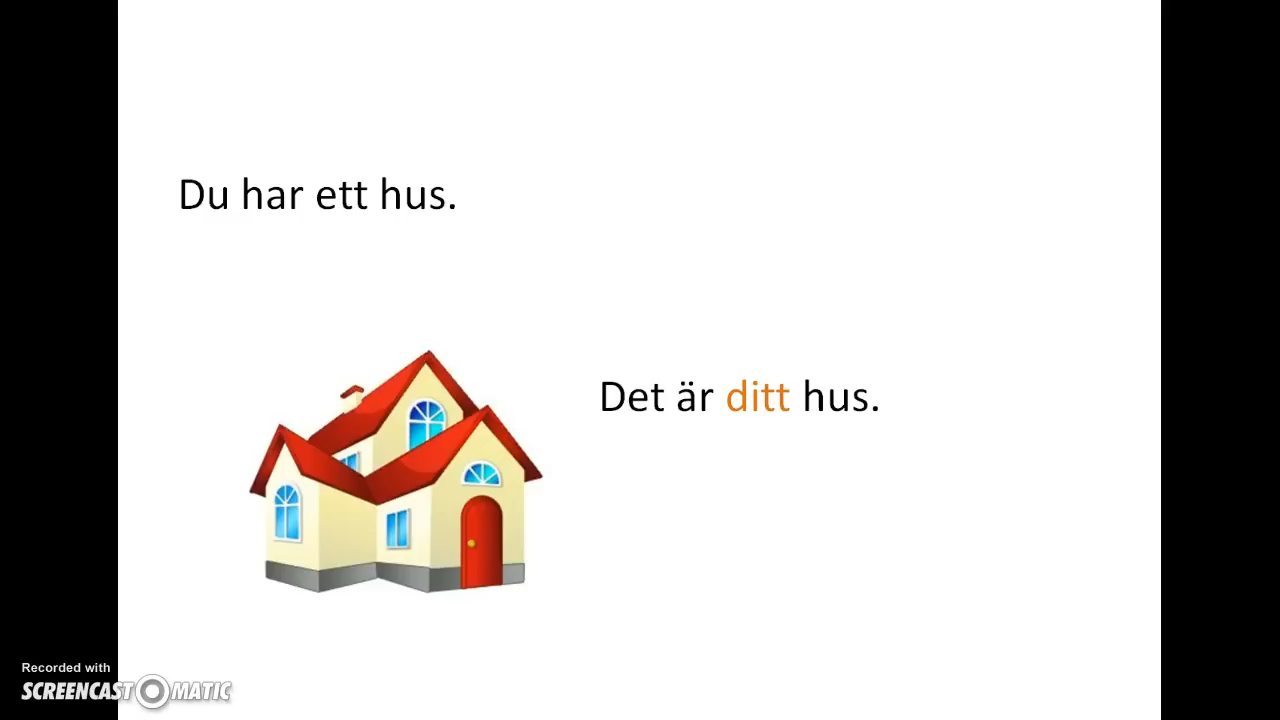 Du har ett hus.
Det är ditt hus.
Recorded with
SCREENCAST-O-MATIC